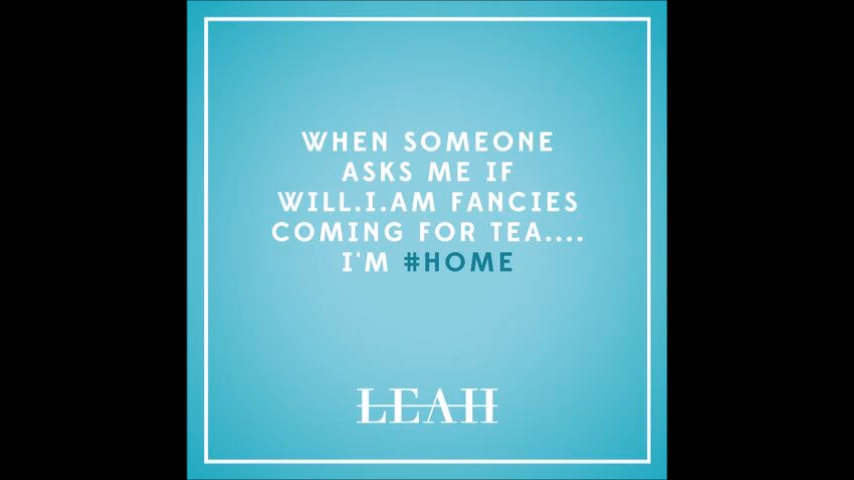 WHEN SOMEONE
ASKS ME IF
WILL.I.AM FANCIES
COMING FOR TEA....
I'M #HOME
LEAH